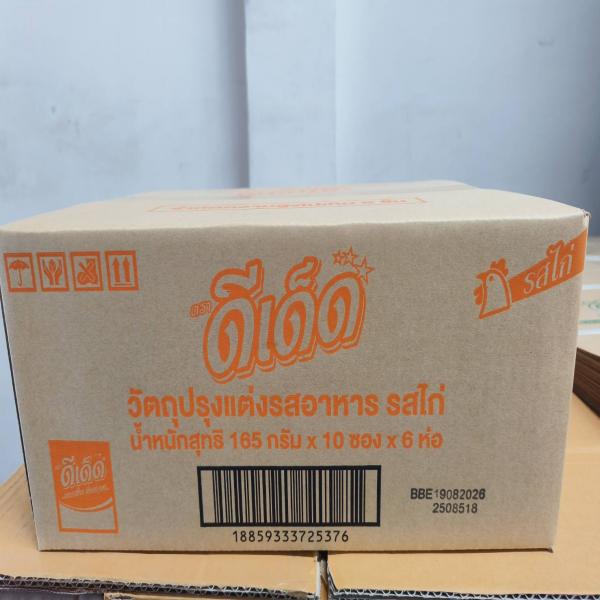 ตรา
ดีเด็ด
รสไก่
วัตถุปรุงแต่งรสอาหาร รสไก่
น้ำหนักสุทธิ 165 กรัม x 10 ซอง x 6 ห่อ
ดีเด็ด
18859333725376
BBE19082026
2508518